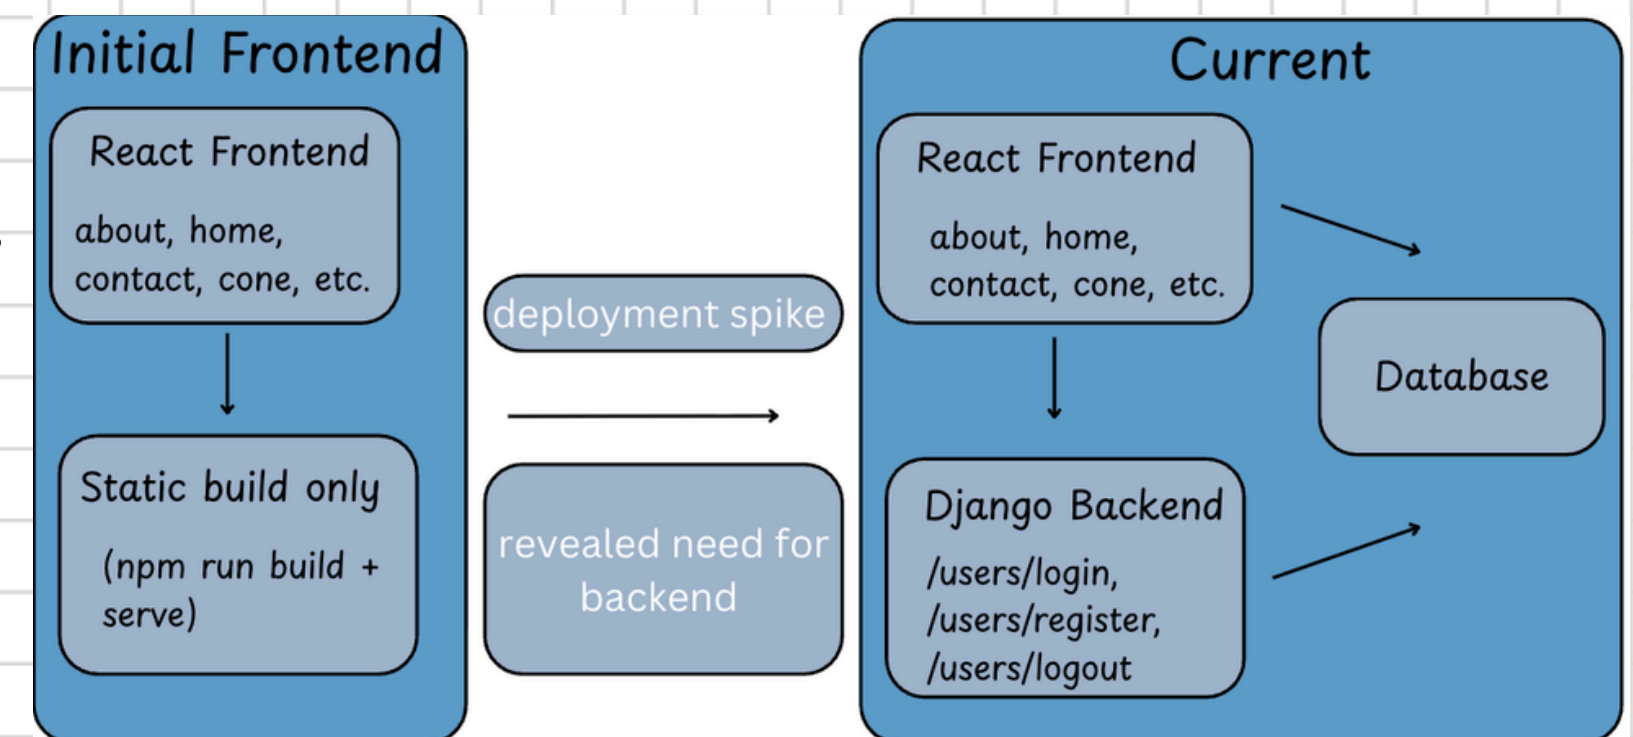 Initial Frontend
React Frontend
about, home,
contact, cone, etc.
Static build only
(npm run build +
serve)
deployment spike
revealed need for
backend
Current
React Frontend
about, home,
contact, cone, etc.
Database
Django Backend
/users/login,
/users/register,
/users/logout